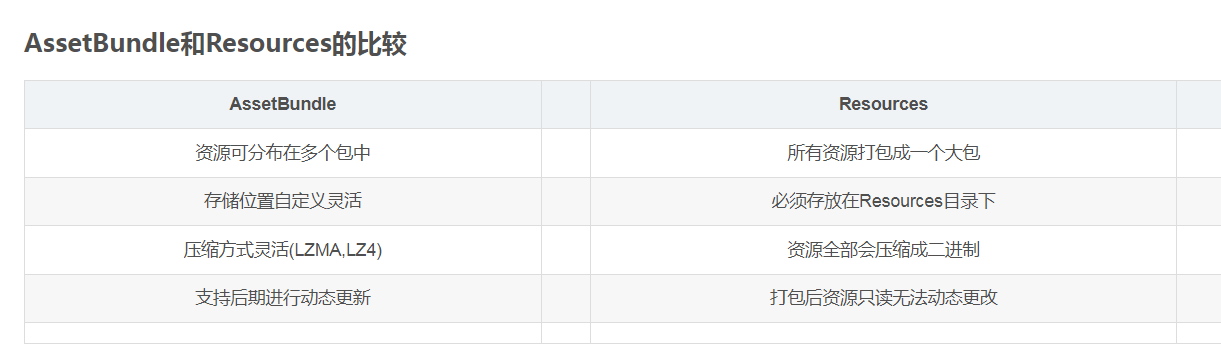 AssetBundle和Resources的比较
AssetBundle Resources
资源可分布在多个包中 所有资源打包成一个大包
存储位置自定义灵活 必须存放在Resources目录下
压缩方式灵活(LZMA,LZ4) 资源全部会压缩成二进制
支持后期进行动态更新 打包后资源只读无法动态更改